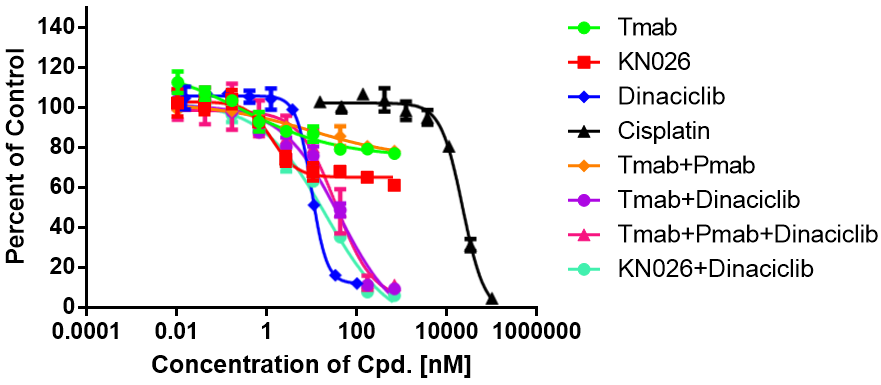 140
120
100
80
60
40
20
0
0.0001
0.01
1
100
10000
1000000
Percent of Control
Concentration of Cpd. [nM]
Tmab
KN026
Dinaciclib
Cisplatin
Tmab+Pmab
Tmab+Dinaciclib
Tmab+Pmab+Dinaciclib
KN026+Dinaciclib